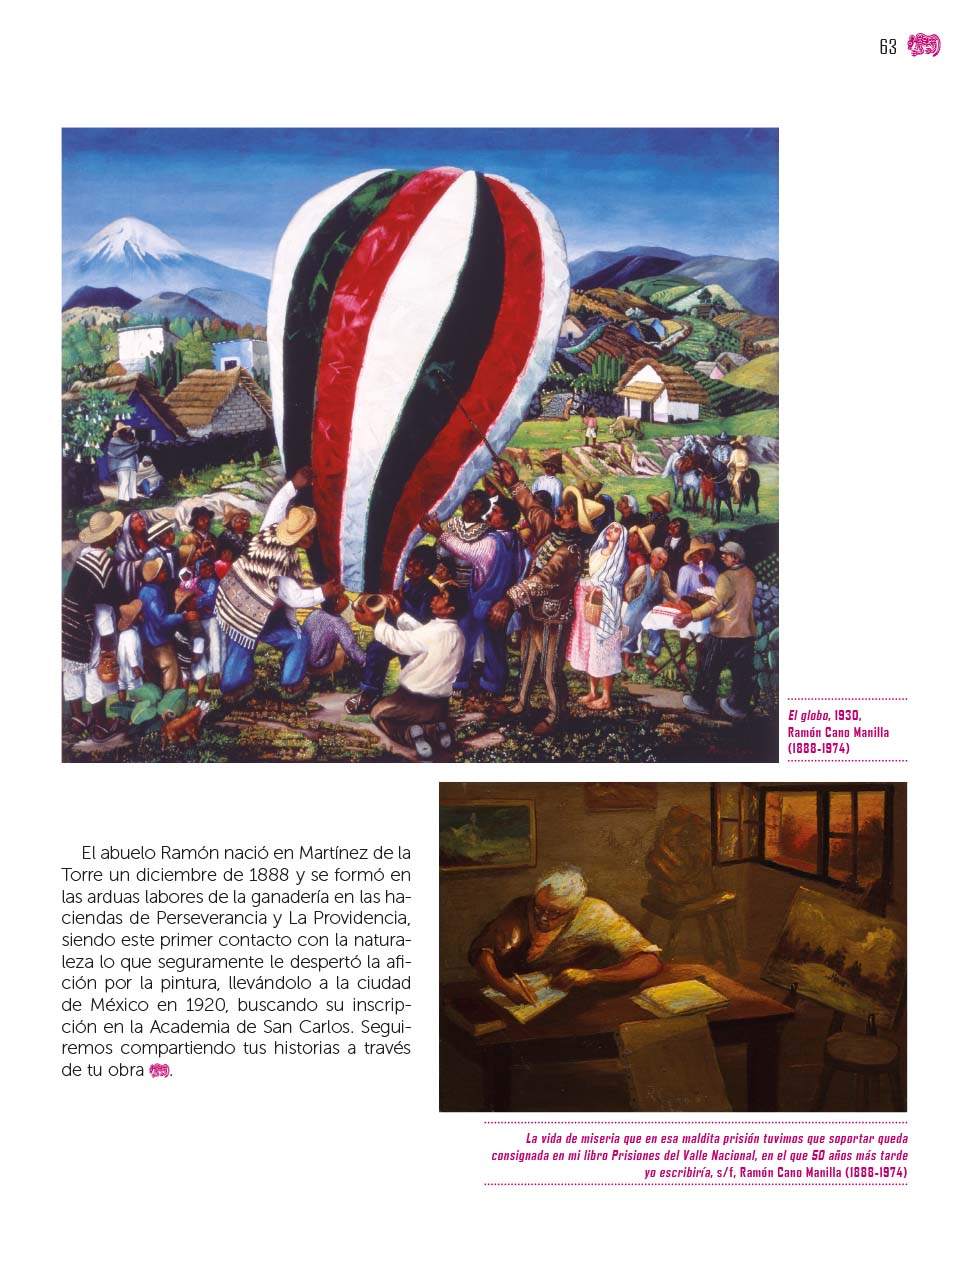 63
El globo, 1930,
Ramón Cano Manilla
(1888-1974)
El abuelo Ramón nació en Martínez de la
Torre un diciembre de 1888 y se formó en
las arduas labores de la ganadería en las ha-
ciendas de Perseverancia y La Providencia,
siendo este primer contacto con la natura-
leza lo que seguramente le despertó la afi-
ción por la pintura, llevándolo a la ciudad
de México en 1920, buscando su inscrip-
ción en la Academia de San Carlos. Segui-
remos compartiendo tus historias a través
de tu obra .
La vida de miseria que en esa maldita prisión tuvimos que soportar queda
consignada en mi libro Prisiones del Valle Nacional, en el que 50 años más tarde
yo escribiría, s/f, Ramón Cano Manilla (1888-1974)